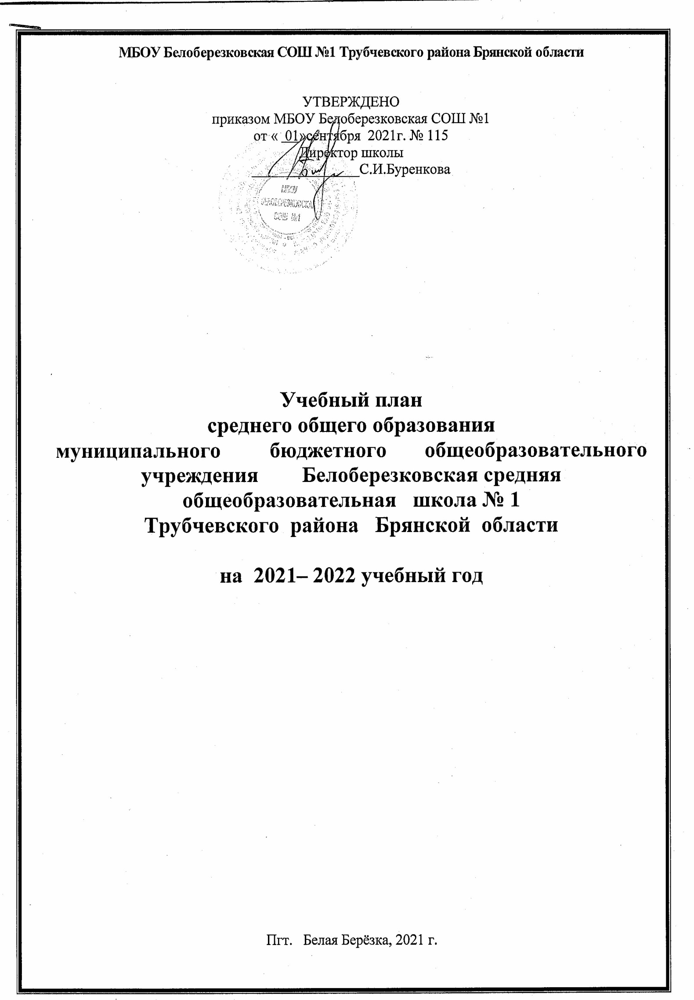 МБОУ Белоберезковская СОШ №1 Трубчевского района Брянской области
УТВЕРЖДЕНО
приказом МБОУ Белоберезковская СОШ №1
от « 01»сентября 2021г. № 115
Директор школы
С.И.Буренкова
МБОУ
СОШ №1
Учебный план
среднего общего образования
муниципального бюджетного общеобразовательного
учреждения Белоберезковская средняя
общеобразовательная школа № 1
Трубчевского района Брянской области
на 2021– 2022 учебный год
Пгт. Белая Берёзка, 2021 г.